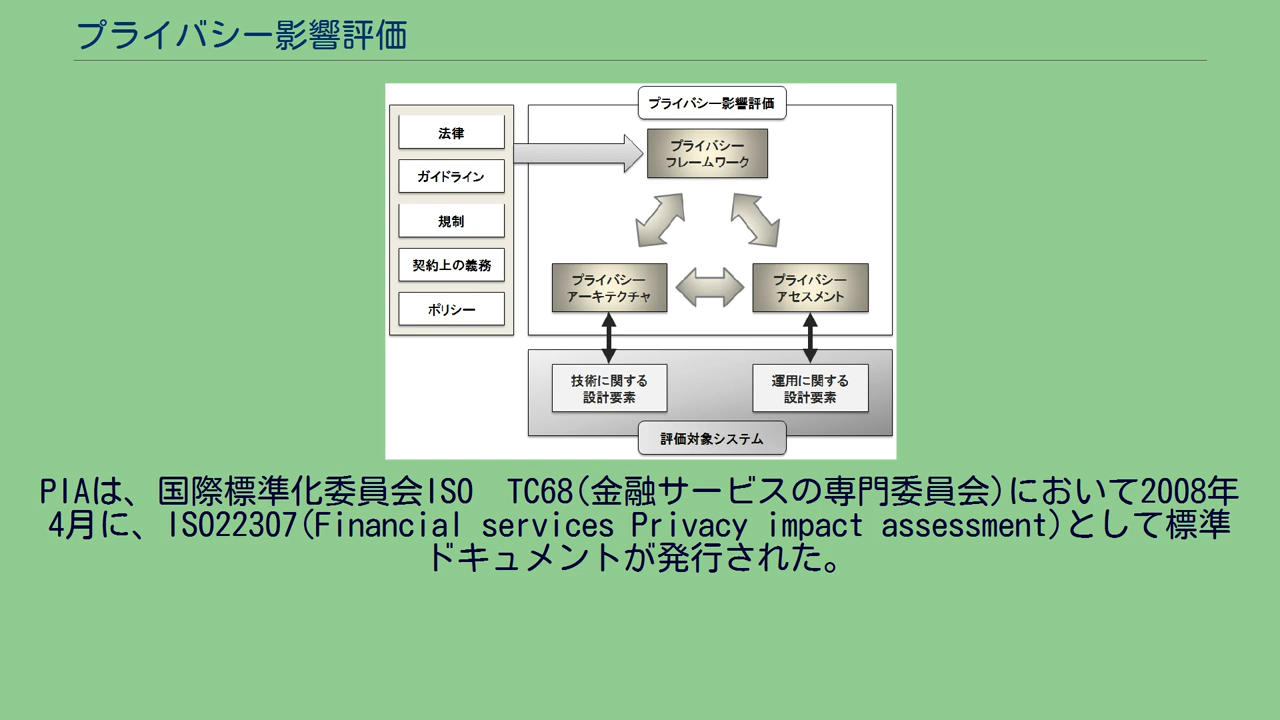 プライバシー影響評価
プライバシー影響評価
法律
ガイドライン
規制
契約上の義務
ポリシー
プライバシー
フレームワーク
プライバシー
アーキテクチャ
プライバシー
アセスメント
技術に関する
設計要素
運用に関する
設計要素
評価対象システム
PIAは、国際標準化委員会ISO　TC68(金融サービスの専門委員会)において2008年
4月に、ISO22307(Financial services Privacy impact assessment)として標準
ドキュメントが発行された。